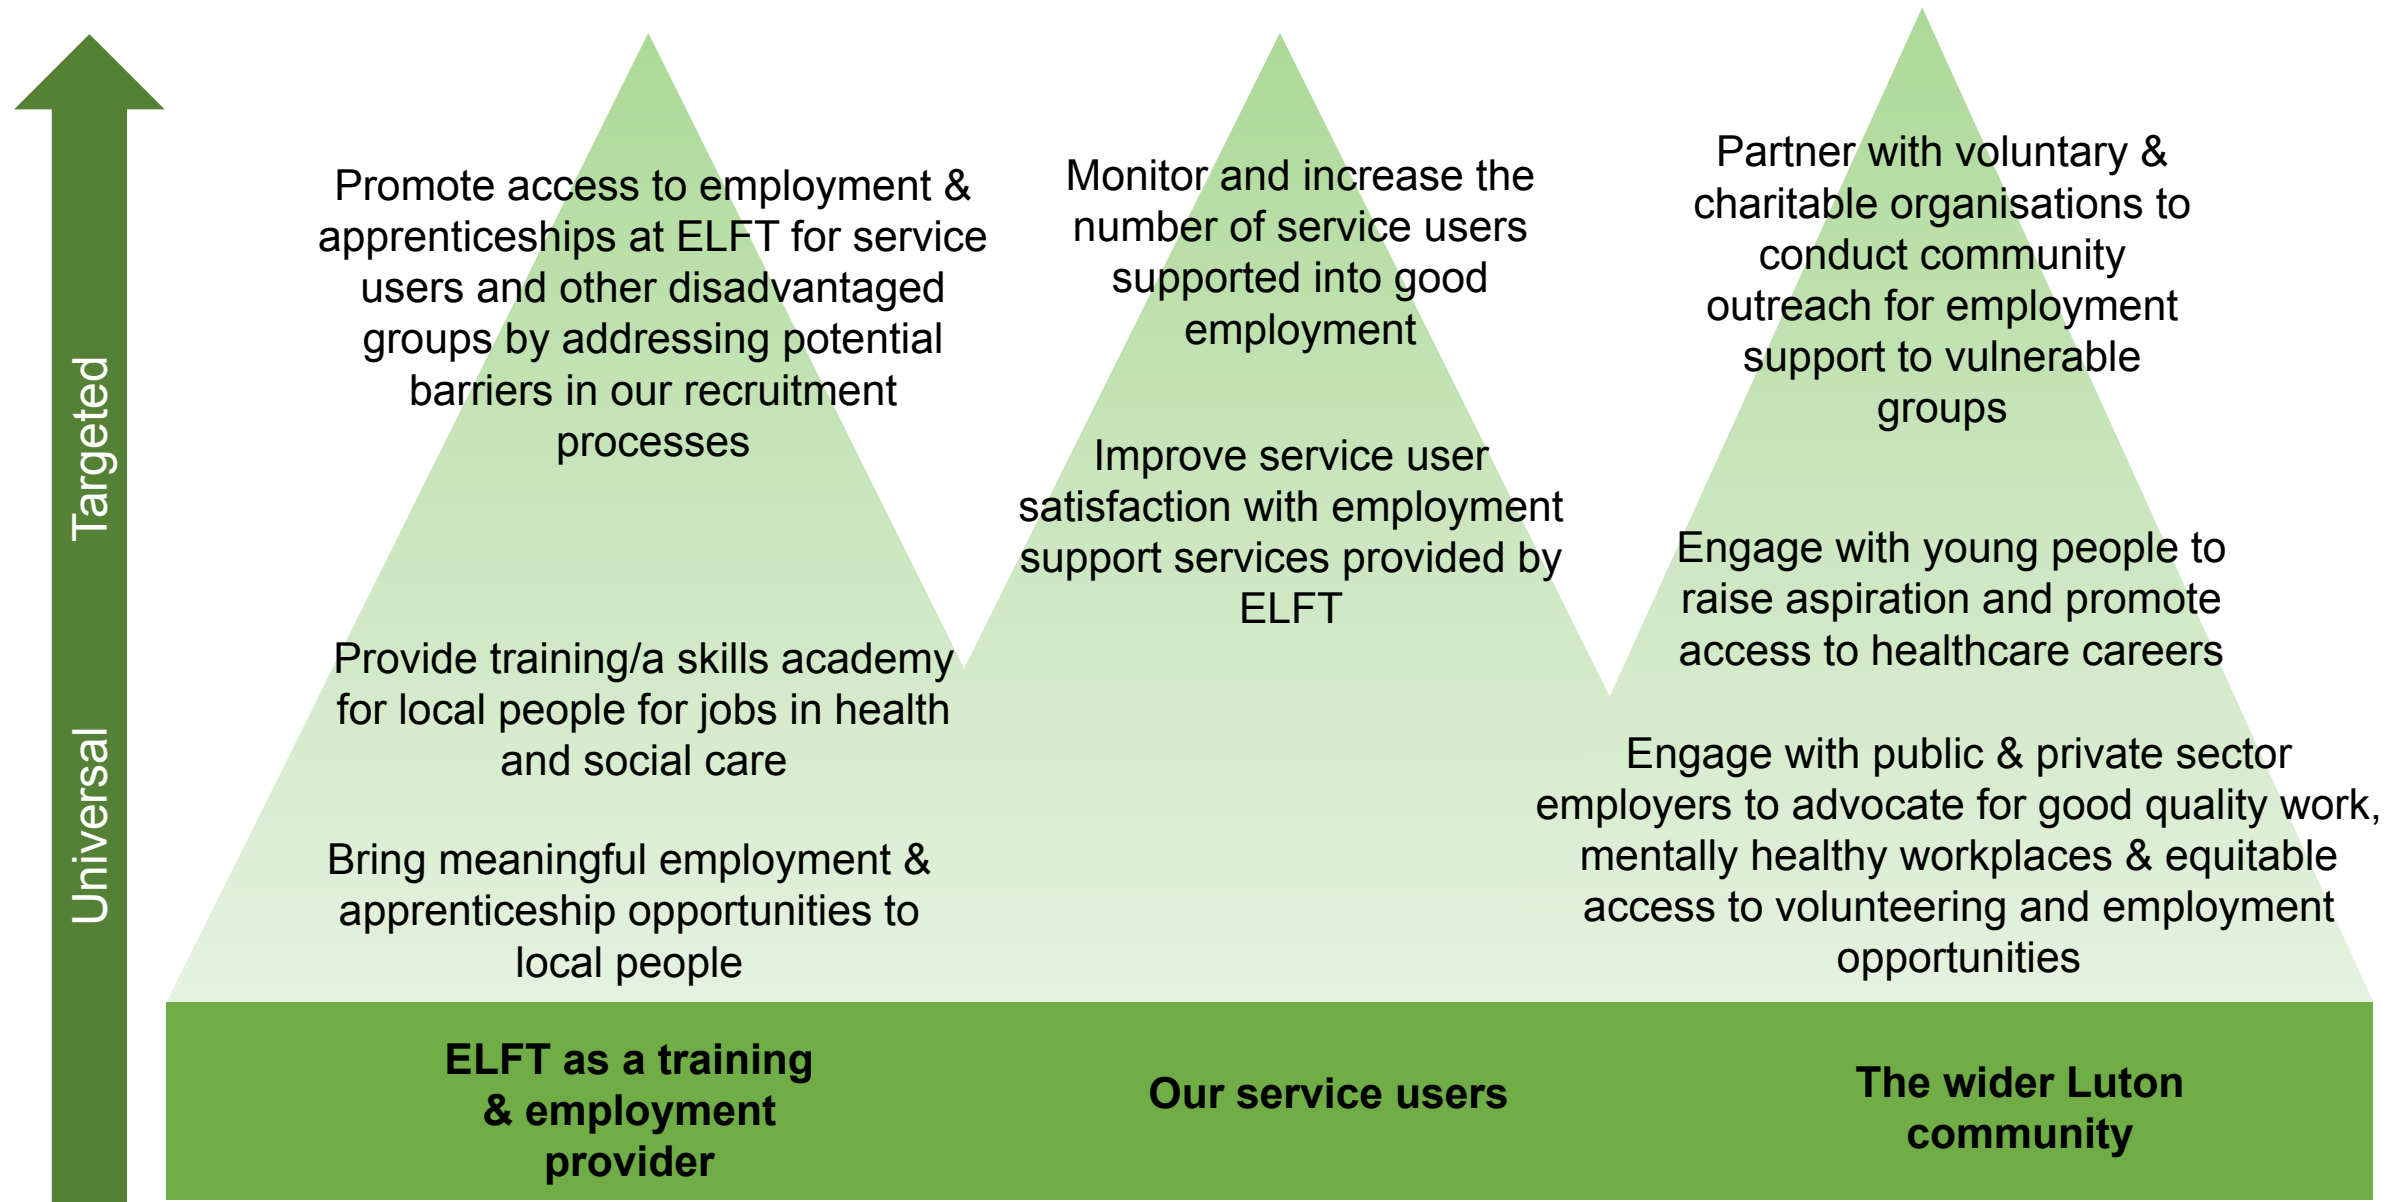 Targeted
Universal
Promote access to employment &
apprenticeships at ELFT for service
users and other disadvantaged
groups by addressing potential
barriers in our recruitment
processes
Provide training/a skills academy
for local people for jobs in health
and social care
Bring meaningful employment &
apprenticeship opportunities to
local people
ELFT as a training
& employment
provider
Monitor and increase the
number of service users
supported into good
employment
Improve service user
satisfaction with employment
support services provided by
ELFT
Our service users
Partner with voluntary &
charitable organisations to
conduct community
outreach for employment
support to vulnerable
groups
Engage with young people to
raise aspiration and promote
access to healthcare careers
Engage with public & private sector
employers to advocate for good quality work,
mentally healthy workplaces & equitable
access to volunteering and employment
opportunities
The wider Luton
community